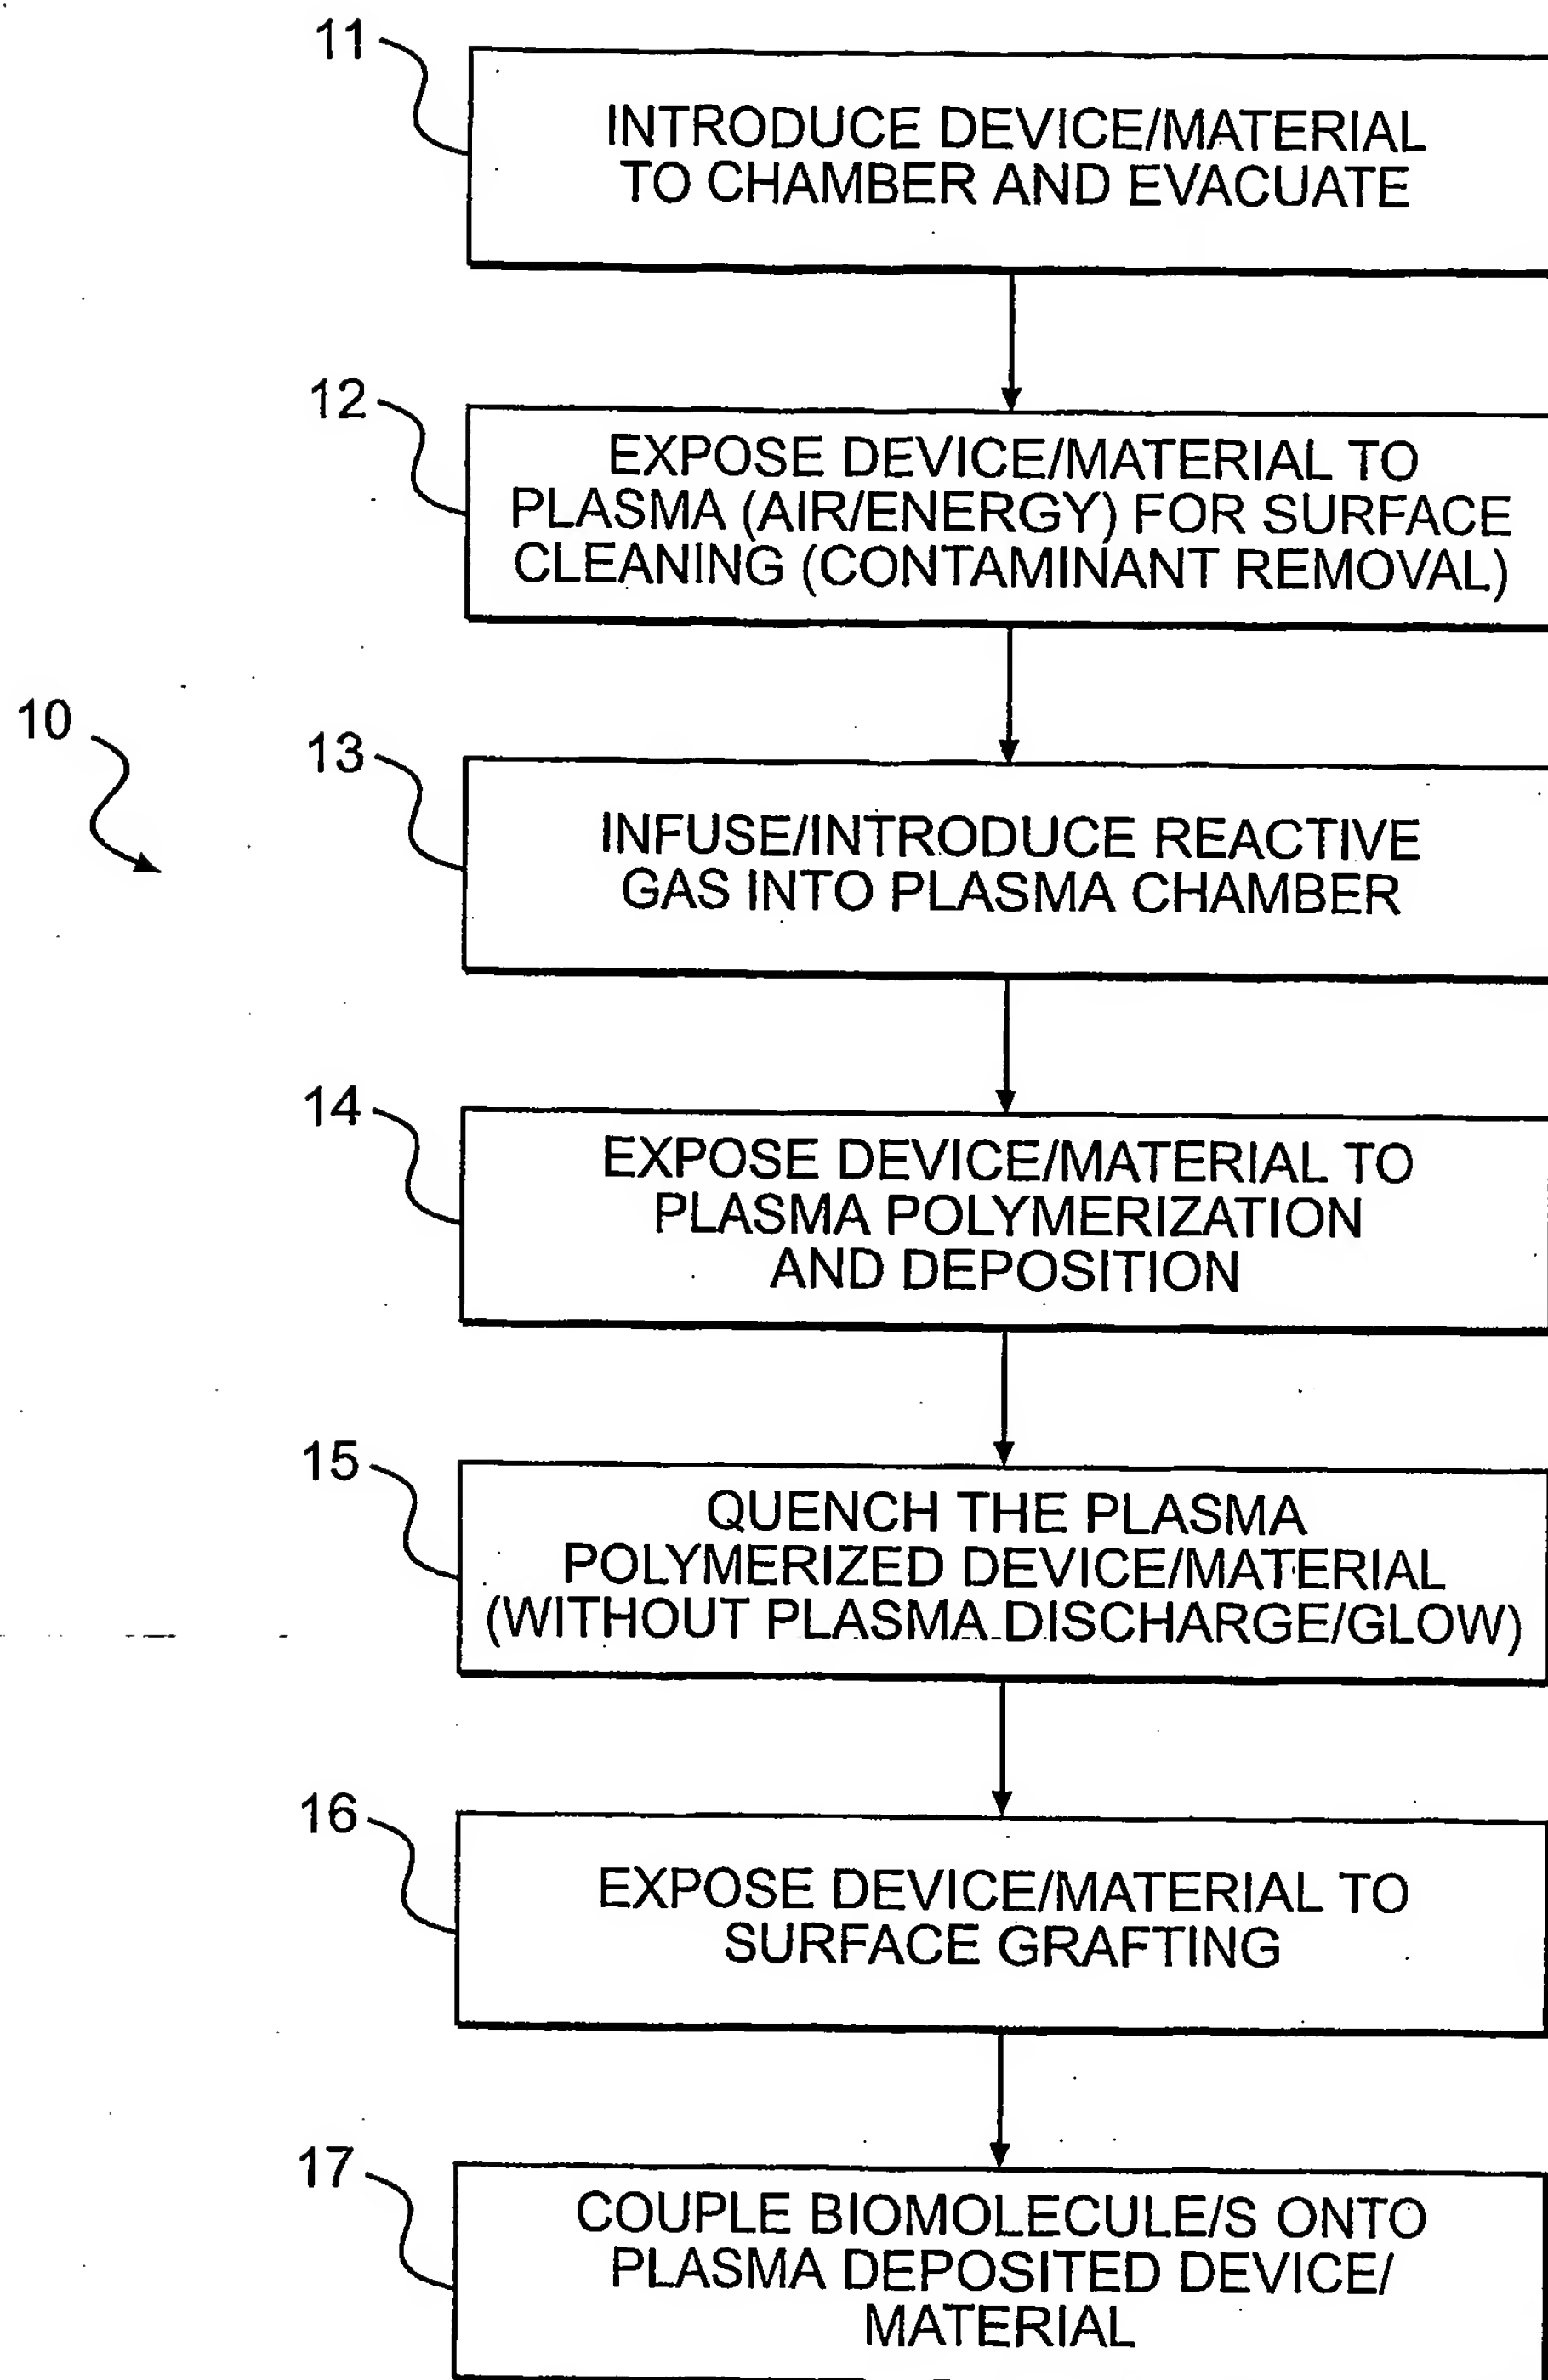 11
INTRODUCE DEVICE/MATERIAL
TO CHAMBER AND EVACUATE
12
EXPOSE DEVICE/MATERIAL TO
PLASMA (AIR/ENERGY) FOR SURFACE
CLEANING (CONTAMINANT REMOVAL)
10
13
INFUSE/INTRODUCE REACTIVE
GAS INTO PLASMA CHAMBER
14
EXPOSE DEVICE/MATERIAL TO
PLASMA POLYMERIZATION
AND DEPOSITION
15
QUENCH THE PLASMA
POLYMERIZED DEVICE/MATERIAL
(WITHOUT PLASMA DISCHARGE/GLOW)
16
EXPOSE DEVICE/MATERIAL TO
SURFACE GRAFTING
17
COUPLE BIOMOLECULE/S ONTO
PLASMA DEPOSITED DEVICE/
MATERIAL